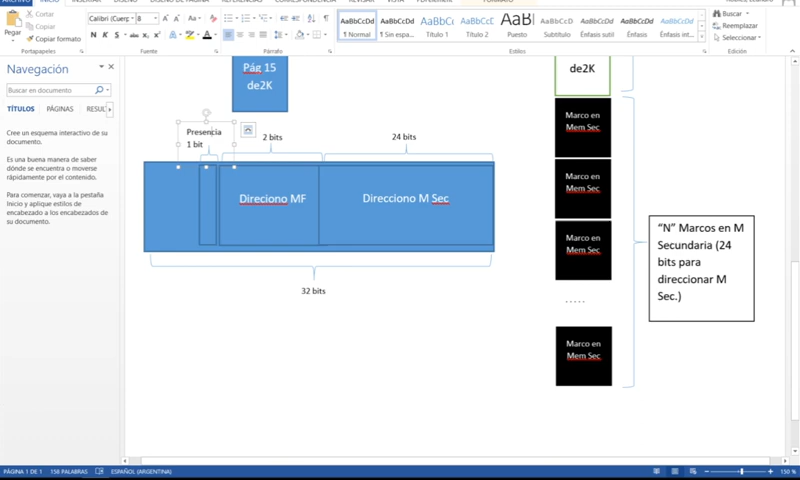 ARCHIVO INICIO INSERTAR DISEÑO DISEÑO DE PÁGINA REFERENCIAS CORRESPONDENCIA REVISAR VISTA FORMATO
Pegar
Cortar
Copiar
Copiar formato
Portapapeles
Calibri (Cuerp
8
N K S
Fuente
Párrafo
AaBbCcDd AaBbCcDd AaBbC AaBbCcD AaBl AaBbCcD AaBbCcDd AaBbCcDd AaBbCcDd
1 Normal 1 Sin espa... Título 1 Título 2 Puesto Subtítulo Énfasis sutil Énfasis Énfasis int...
Estilos
Buscar
Reemplazar
Seleccionar
Edición
Navegación
Buscar en documento
TÍTULOS PÁGINAS RESUL
Cree un esquema interactivo de su
documento.
Es una buena manera de saber
dónde se encuentra o moverse
rápidamente por el contenido.
Para comenzar, vaya a la pestaña
Inicio y aplique estilos de
encabezado a los encabezados de
su documento.
Pág 15
de2K
de2K
Presencia
1 bit
2 bits
24 bits
Direciono MF
Direcciono M Sec
32 bits
Marco en
Mem Sec
Marco en
Mem Sec
Marco en
Mem Sec
.....
Marco en
Mem Sec
“N” Marcos en M
Secundaria (24
bits para
direccionar M
Sec.)
PÁGINA 1 DE 1 158 PALABRAS ESPAÑOL (ARGENTINA)
150 %